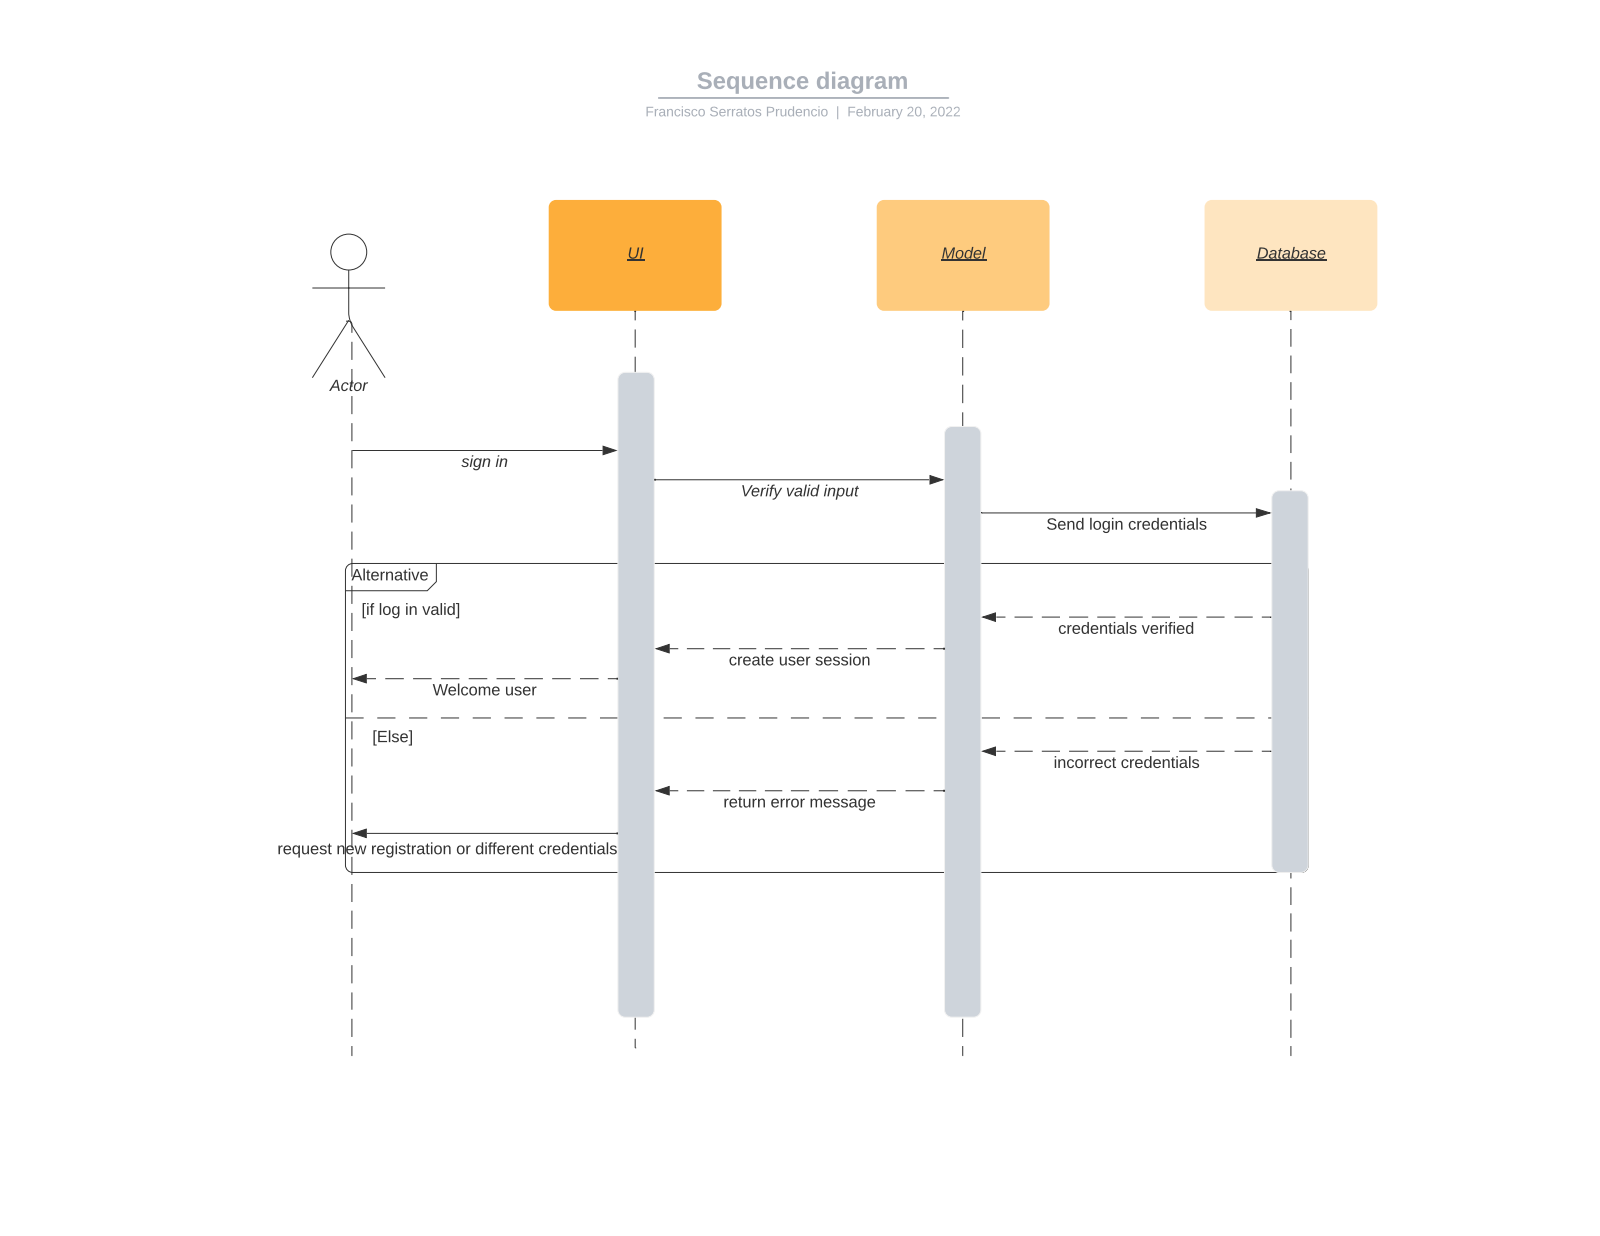 Sequence diagram
Francisco Serratos Prudencio | February 20, 2022
UI
Model
Database
Actor
sign in
Verify valid input
Send login credentials
Alternative
[if log in valid]
credentials verified
create user session
Welcome user
[Else]
incorrect credentials
return error message
request new registration or different credentials